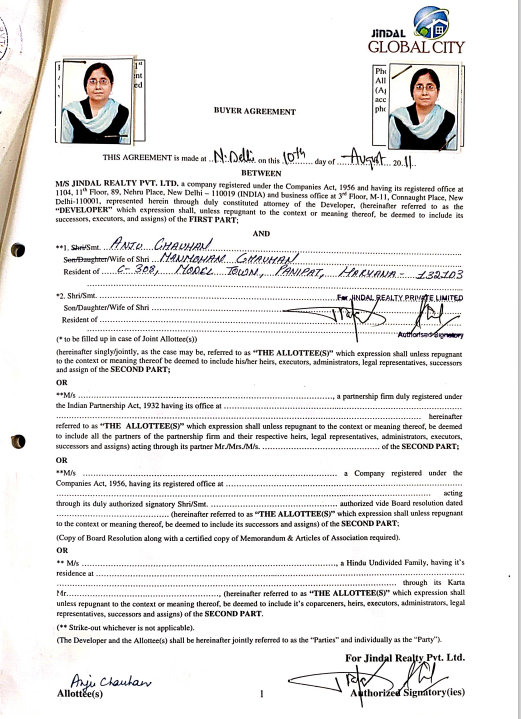 JINDAL
GLOBAL CITY
nt
ed
Pho
All
(A
acc
pho
BUYER AGREEMENT
THIS AGREEMENT is made at ..N. Delhi.. on this 10th day of August 2011.
BETWEEN
M/S JINDAL REALTY PVT. LTD. a company registered under the Companies Act, 1956 and having its registered office at
1104, 11th Floor, 89, Nehru Place, New Delhi – 110019 (INDIA) and business office at 3rd Floor, M-11, Connaught Place, New
Delhi-110001, represented herein through duly constituted attorney of the Developer, (hereinafter referred to as the
"DEVELOPER" which expression shall, unless repugnant to the context or meaning thereof, be deemed to include its
successors, executors, and assigns) of the FIRST PART;
AND
**1. Shri/Smt. ANJU CHAUHAN
Son/Daughter/Wife of Shri MANMOHAN CHAUHAN
Resident of C-308, MODEL TOWN, PANIPAT, HARYANA - 132103
*2. Shri/Smt. For JINDAL REALTY PRIVATE LIMITED
Son/Daughter/Wife of Shri
Resident of
Authorised Signatory
(* to be filled up in case of Joint Allottee(s))
(hereinafter singly/jointly, as the case may be, referred to as "THE ALLOTTEE(S)" which expression shall unless repugnant
to the context or meaning thereof be deemed to include his/her heirs, executors, administrators, legal representatives, successors
and assign of the SECOND PART;
OR
**M/s ................, a partnership firm duly registered under
the Indian Partnership Act, 1932 having its office at ................
................ hereinafter
referred to as "THE ALLOTTEE(S)" which expression shall unless repugnant to the context or meaning thereof, be deemed
to include all the partners of the partnership firm and their respective heirs, legal representatives, administrators, executors,
successors and assigns) acting through its partner Mr./Mrs./M/s. ................ of the SECOND PART;
OR
**M/s ................ a Company registered under the
Companies Act, 1956, having its registered office at ................
................ acting
through its duly authorized signatory Shri/Smt. ................ authorized vide Board resolution dated
................ (hereinafter referred to as "THE ALLOTTEE(S)" which expression shall unless repugnant
to the context or meaning thereof, be deemed to include its successors and assigns) of the SECOND PART;
(Copy of Board Resolution along with a certified copy of Memorandum & Articles of Association required).
OR
** M/s ................, a Hindu Undivided Family, having it's
residence at ................
................ through its Karta
Mr................, (hereinafter referred to as "THE ALLOTTEE(S)" which expression shall
unless repugnant to the context or meaning thereof, be deemed to include it's coparceners, heirs, executors, administrators, legal
representatives, successors and assigns) of the SECOND PART.
(** Strike-out whichever is not applicable).
(The Developer and the Allottee(s) shall be hereinafter jointly referred to as the "Parties" and individually as the "Party").
For Jindal Realty Pvt. Ltd.
Anju Chauhan
Allottee(s)
1
Authorized Signatory(ies)